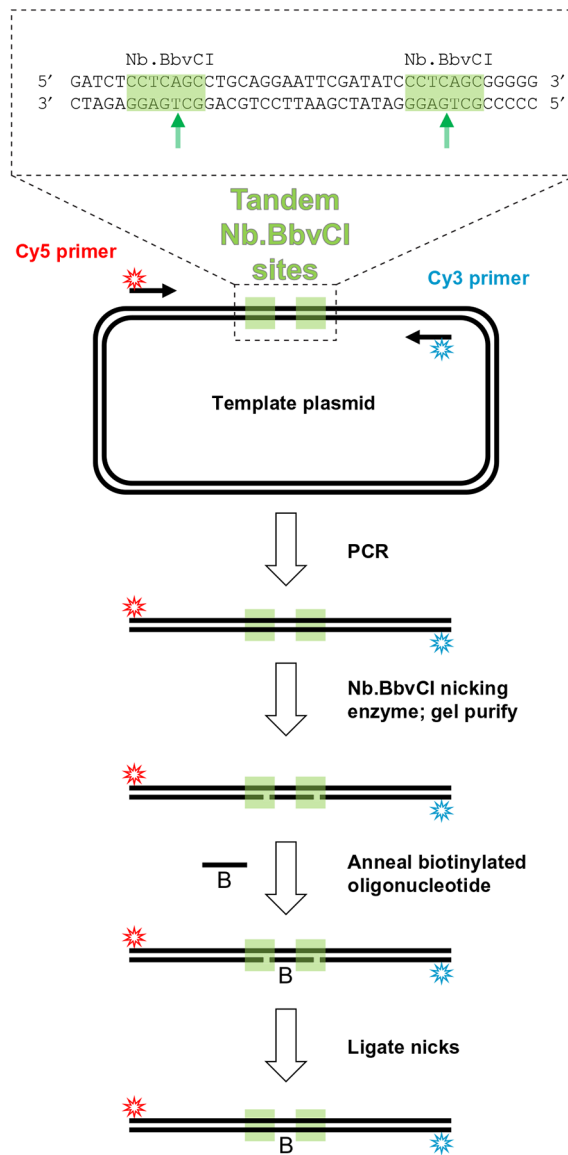 Nb.BbvCI Nb.BbvCI
5′ GATCTCCTCAGCCTGCAGGAATTCGATATCCCTCAGCGGGGG 3′
3′ CTAGAGGAGTCGGACGTCCTTAAGCTATAGGGAGTCGCCCCC 5′
Tandem
Nb.BbvCI
sites
Cy5 primer
Cy3 primer
Template plasmid
PCR
Nb.BbvCI nicking
enzyme; gel purify
B
Anneal biotinylated
oligonucleotide
B
Ligate nicks
B